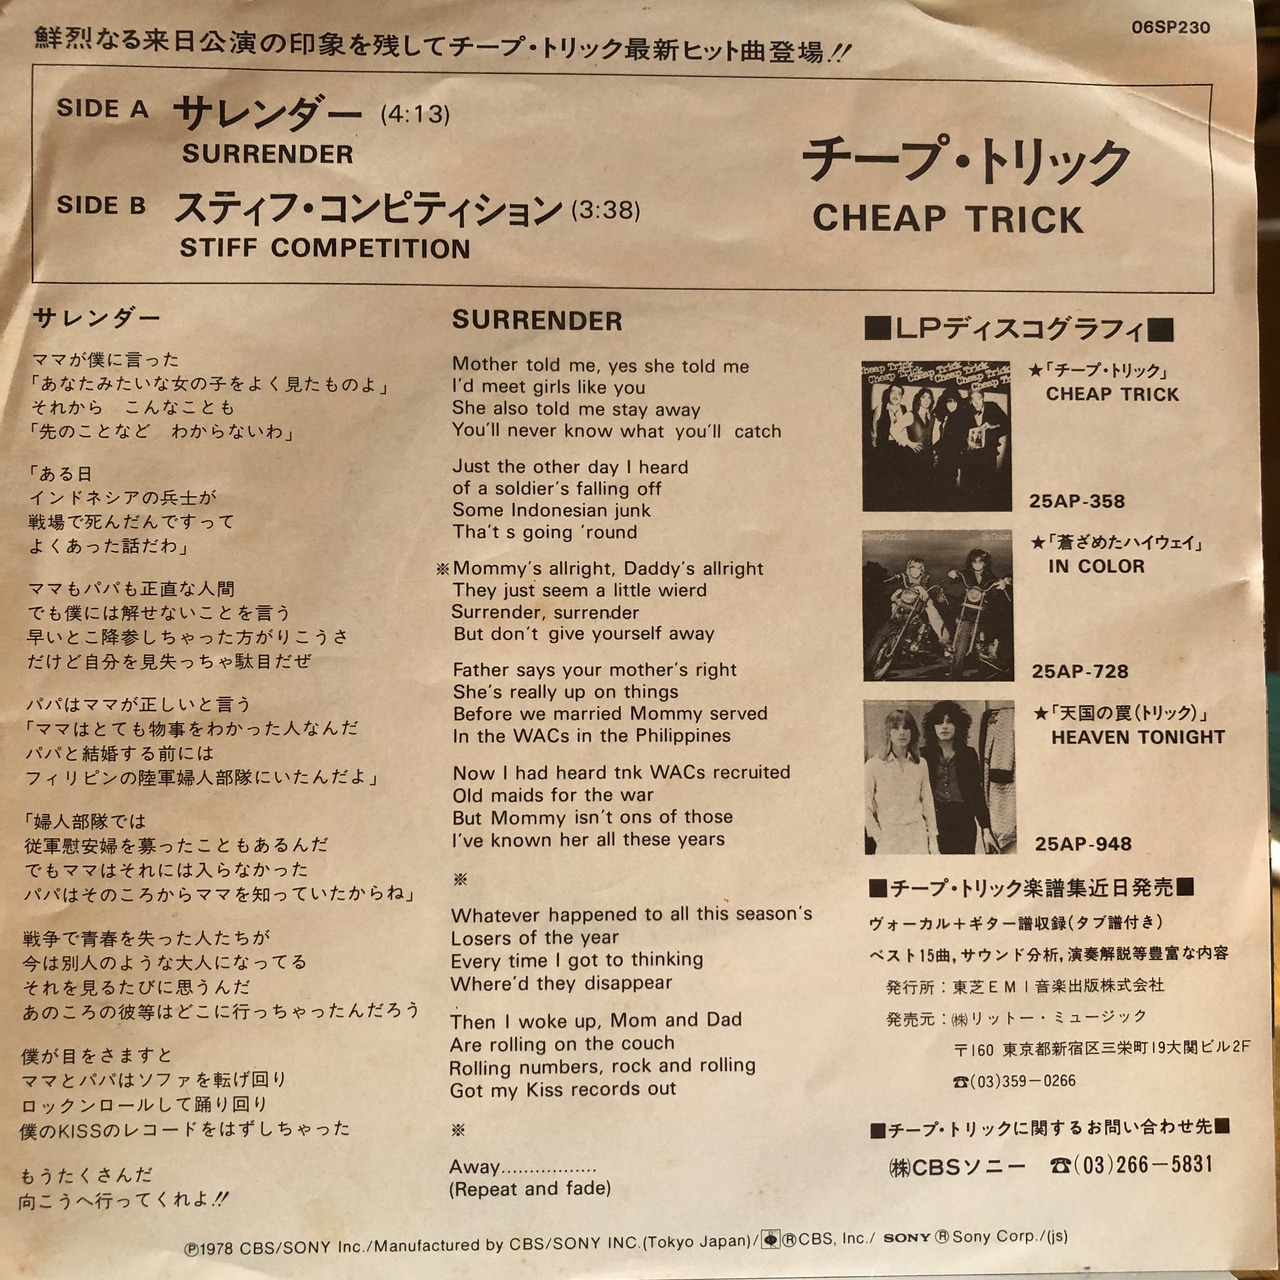 鮮烈なる来日公演の印象を残してチープ・トリック最新ヒット曲登場!!
06SP230
SIDE A サレンダー (4:13)
SURRENDER
SIDE B スティフ・コンピティション (3:38)
STIFF COMPETITION
チープ・トリック
CHEAP TRICK
サレンダー
ママが僕に言った
「あなたみたいな女の子をよく見たものよ」
それから　こんなことも
「先のことなど　わからないわ」
「ある日
インドネシアの兵士が
戦場で死んだんですって
よくあった話だわ」
ママもパパも正直な人間
でも僕には解せないことを言う
早いとこ降参しちゃった方がりこうさ
だけど自分を見失っちゃ駄目だぜ
パパはママが正しいと言う
「ママはとても物事をわかった人なんだ
パパと結婚する前には
フィリピンの陸軍婦人部隊にいたんだよ」
「婦人部隊では
従軍慰安婦を募ったこともあるんだ
でもママはそれには入らなかった
パパはそのころからママを知っていたからね」
戦争で青春を失った人たちが
今は別人のような大人になってる
それを見るたびに思うんだ
あのころの彼等はどこに行っちゃったんだろう
僕が目をさますと
ママとパパはソファを転げ回り
ロックンロールして踊り回り
僕のKISSのレコードをはずしちゃった
もうたくさんだ
向こうへ行ってくれよ!!
SURRENDER
Mother told me, yes she told me
I'd meet girls like you
She also told me stay away
You'll never know what you'll catch
Just the other day I heard
of a soldier's falling off
Some Indonesian junk
Tha't s going 'round
※Mommy's allright, Daddy's allright
They just seem a little wierd
Surrender, surrender
But don't give yourself away
Father says your mother's right
She's really up on things
Before we married Mommy served
In the WACs in the Philippines
Now I had heard tnk WACs recruited
Old maids for the war
But Mommy isn't ons of those
I've known her all these years
※
Whatever happened to all this season's
Losers of the year
Every time I got to thinking
Where'd they disappear
Then I woke up, Mom and Dad
Are rolling on the couch
Rolling numbers, rock and rolling
Got my Kiss records out
※
Away.................
(Repeat and fade)
■LPディスコグラフィ■
Cheap Trick
★「チープ・トリック」
CHEAP TRICK
25AP-358
Cheap Trick In Color
★「蒼ざめたハイウェイ」
IN COLOR
25AP-728
★「天国の罠(トリック)」
HEAVEN TONIGHT
25AP-948
■チープ・トリック楽譜集近日発売■
ヴォーカル+ギター譜収録(タブ譜付き)
ベスト15曲,サウンド分析,演奏解説等豊富な内容
発行所：東芝EMI音楽出版株式会社
発売元：㈱リットー・ミュージック
〒160 東京都新宿区三栄町19大関ビル2F
☎(03)359-0266
■チープ・トリックに関するお問い合わせ先■
㈱CBSソニー ☎(03)266-5831
Ⓟ1978 CBS/SONY Inc./Manufactured by CBS/SONY INC.(Tokyo Japan)/ⓇCBS, Inc./ SONY ⓇSony Corp./(js)